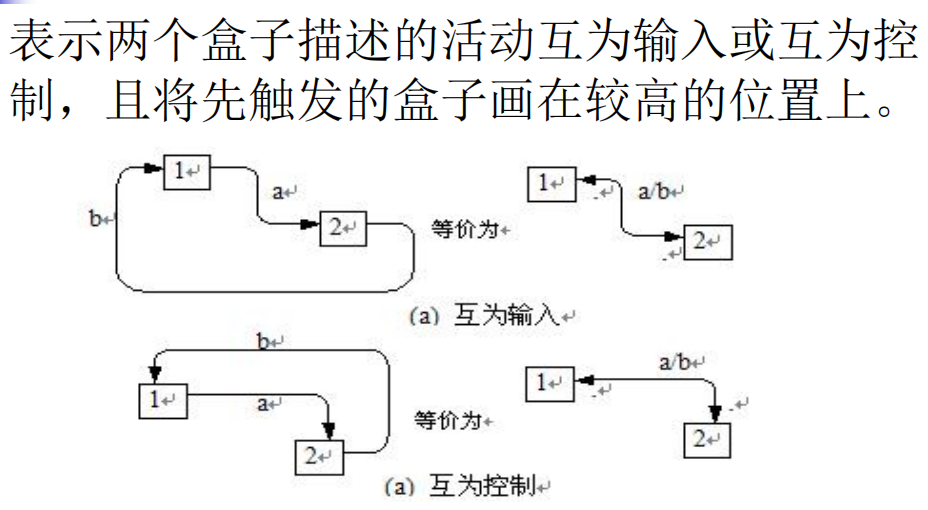 表示两个盒子描述的活动互为输入或互为控
制，且将先触发的盒子画在较高的位置上。
1
a
b
2
等价为
1
a/b
2
(a) 互为输入
b
1
a
2
等价为
1
a/b
2
(a) 互为控制